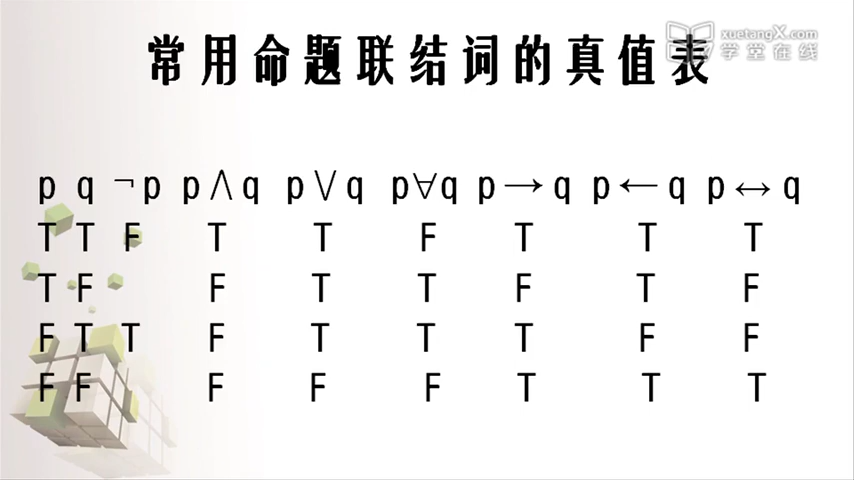 xuetangX.com
学堂在线
常用命题联结词的真值表
p q ¬p p∧q p∨q p∀q p→q p←q p↔q
T T F T T F T T T
T F F T T F T F
F T T F T T T F F
F F F F F T T T